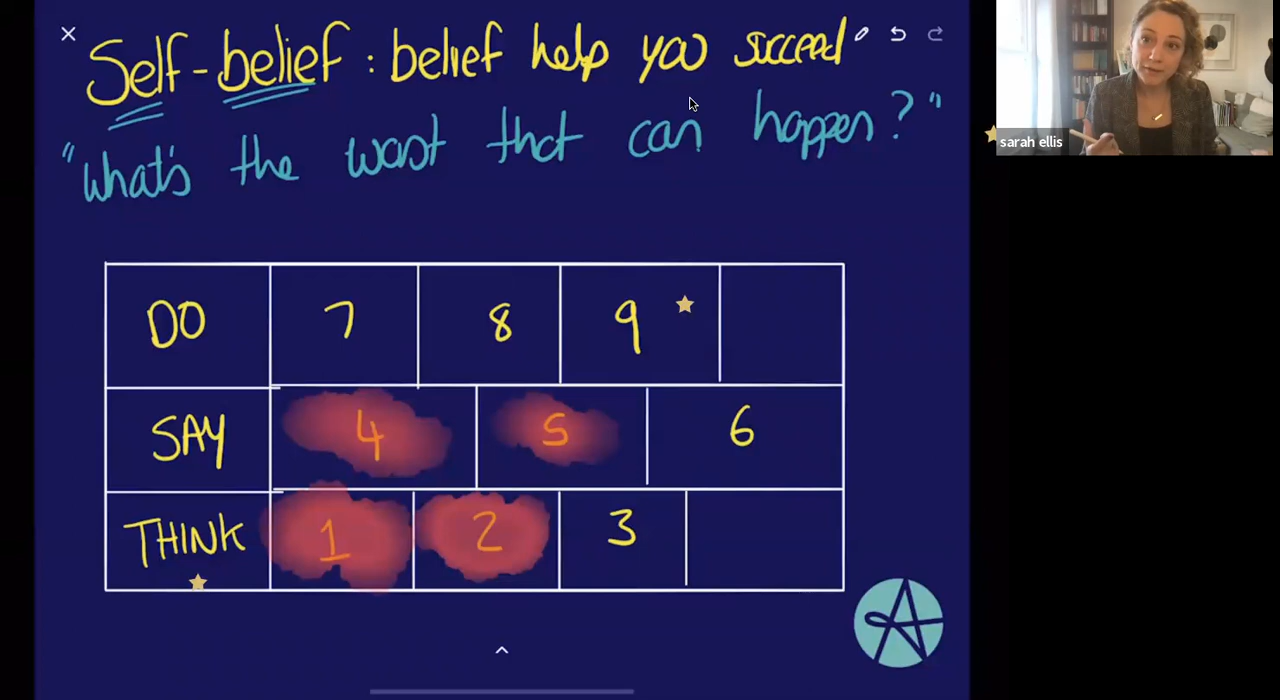 Self-belief : belief help you succeed
"What's the worst that can happen?"
sarah ellis
DO 7 8 9
SAY 4 5 6
THINK 1 2 3